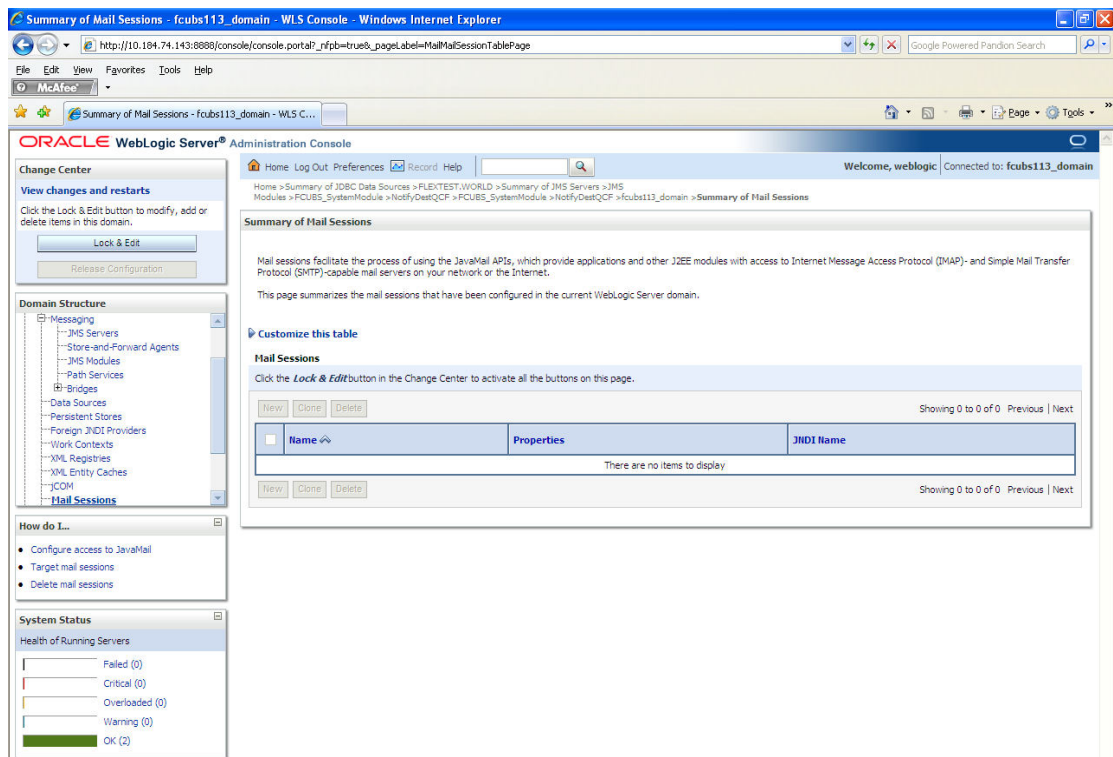 Summary of Mail Sessions - fcubs113_domain - WLS Console - Windows Internet Explorer
http://10.184.74.143:8888/console/console.portal?_nfpb=true&_pageLabel=MailMailSessionTablePage
Google Powered Pandion Search
File Edit View Favorites Tools Help
McAfee
Summary of Mail Sessions - fcubs113_domain - WLS C...
Page Tools
ORACLE WebLogic Server® Administration Console
Change Center
View changes and restarts
Click the Lock & Edit button to modify, add or
delete items in this domain.
Lock & Edit
Release Configuration
Domain Structure
Messaging
JMS Servers
Store-and-Forward Agents
JMS Modules
Path Services
Bridges
Data Sources
Persistent Stores
Foreign JNDI Providers
Work Contexts
XML Registries
XML Entity Caches
jCOM
Mail Sessions
How do I...
Configure access to JavaMail
Target mail sessions
Delete mail sessions
System Status
Health of Running Servers
Failed (0)
Critical (0)
Overloaded (0)
Warning (0)
OK (2)
Home Log Out Preferences Record Help
Welcome, weblogic Connected to: fcubs113_domain
Home >Summary of JDBC Data Sources >FLEXTEST.WORLD >Summary of JMS Servers >JMS
Modules >FCUBS_SystemModule >NotifyDestQCF >FCUBS_SystemModule >NotifyDestQCF >fcubs113_domain >Summary of Mail Sessions
Summary of Mail Sessions
Mail sessions facilitate the process of using the JavaMail APIs, which provide applications and other J2EE modules with access to Internet Message Access Protocol (IMAP)- and Simple Mail Transfer
Protocol (SMTP)-capable mail servers on your network or the Internet.
This page summarizes the mail sessions that have been configured in the current WebLogic Server domain.
Customize this table
Mail Sessions
Click the Lock & Edit button in the Change Center to activate all the buttons on this page.
New Clone Delete
Showing 0 to 0 of 0 Previous | Next
Name Properties JNDI Name
There are no items to display
New Clone Delete
Showing 0 to 0 of 0 Previous | Next